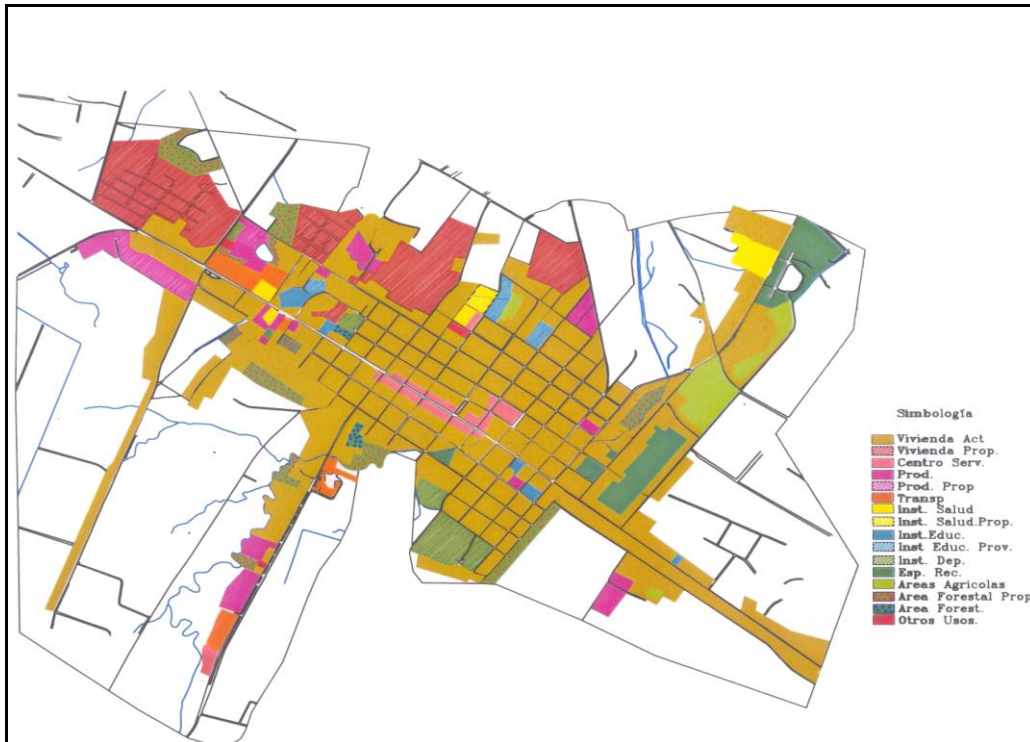 Simbología
Vivienda Act
Vivienda Prop.
Centro Serv.
Prod.
Prod. Prop
Transp
Inst. Salud
Inst. Salud.Prop.
Inst.Educ.
Inst Educ. Prov.
Inst. Dep.
Esp. Rec.
Areas Agricolas
Area Forestal Prop
Area Forest.
Otros Usos.